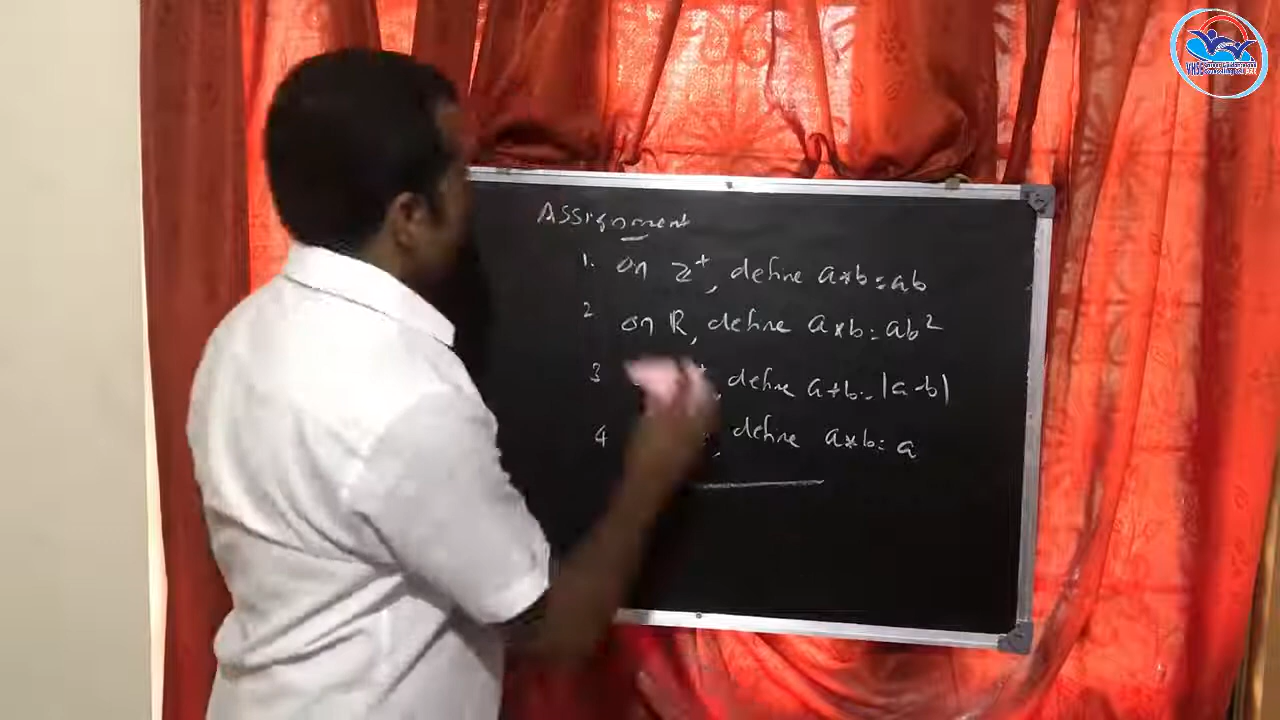 Assignment
1. on Z⁺, define a*b=ab
2 on R, define a*b=ab²
3 , define a*b=|a-b|
4 , define a*b=a